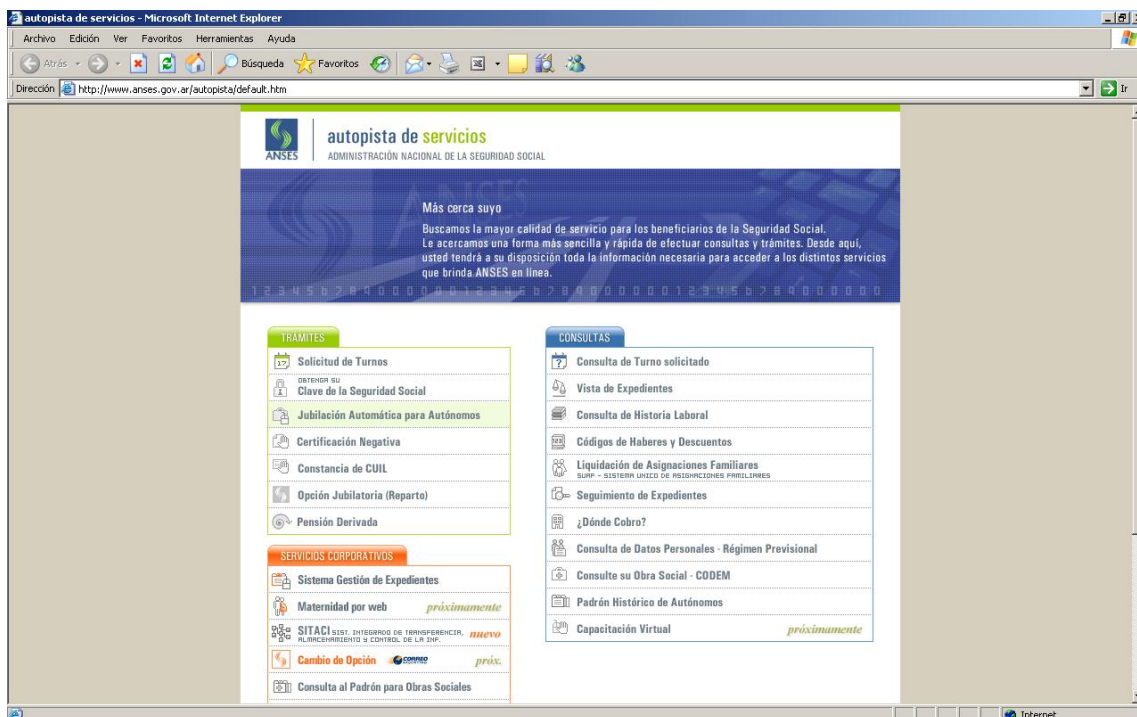 autopista de servicios - Microsoft Internet Explorer
Archivo Edición Ver Favoritos Herramientas Ayuda
Atrás Búsqueda Favoritos
Dirección http://www.anses.gov.ar/autopista/default.htm Ir
ANSES
autopista de servicios
ADMINISTRACIÓN NACIONAL DE LA SEGURIDAD SOCIAL
Más cerca suyo
Buscamos la mayor calidad de servicio para los beneficiarios de la Seguridad Social.
Le acercamos una forma más sencilla y rápida de efectuar consultas y trámites. Desde aquí,
usted tendrá a su disposición toda la información necesaria para acceder a los distintos servicios
que brinda ANSES en línea.
TRÁMITES
Solicitud de Turnos
OBTENGA SU
Clave de la Seguridad Social
Jubilación Automática para Autónomos
Certificación Negativa
Constancia de CUIL
Opción Jubilatoria (Reparto)
Pensión Derivada
SERVICIOS CORPORATIVOS
Sistema Gestión de Expedientes
Maternidad por web próximamente
SITACI SIST. INTEGRADO DE TRANSFERENCIA, nuevo
ALMACENAMIENTO Y CONTROL DE LA INF.
Cambio de Opción CORREO próx.
Consulta al Padrón para Obras Sociales
CONSULTAS
Consulta de Turno solicitado
Vista de Expedientes
Consulta de Historia Laboral
Códigos de Haberes y Descuentos
Liquidación de Asignaciones Familiares
SUAF - SISTEMA UNICO DE ASIGNACIONES FAMILIARES
Seguimiento de Expedientes
¿Dónde Cobro?
Consulta de Datos Personales - Régimen Previsional
Consulte su Obra Social - CODEM
Padrón Histórico de Autónomos
Capacitación Virtual próximamente
Internet